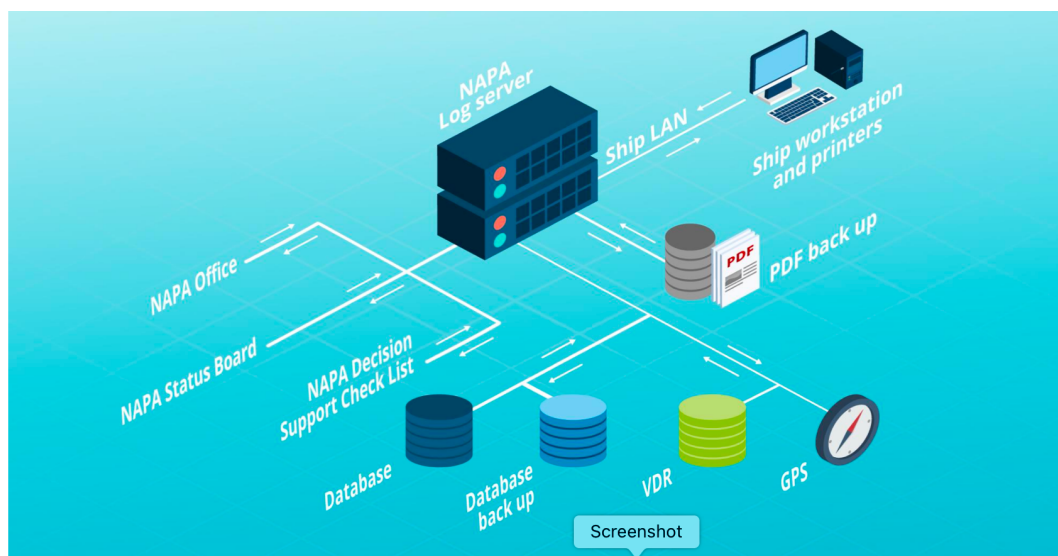 NAPA
Log server
Ship LAN
Ship workstation
and printers
PDF
PDF back up
NAPA Office
NAPA Status Board
NAPA Decision
Support Check List
Database
Database
back up
VDR
GPS
Screenshot